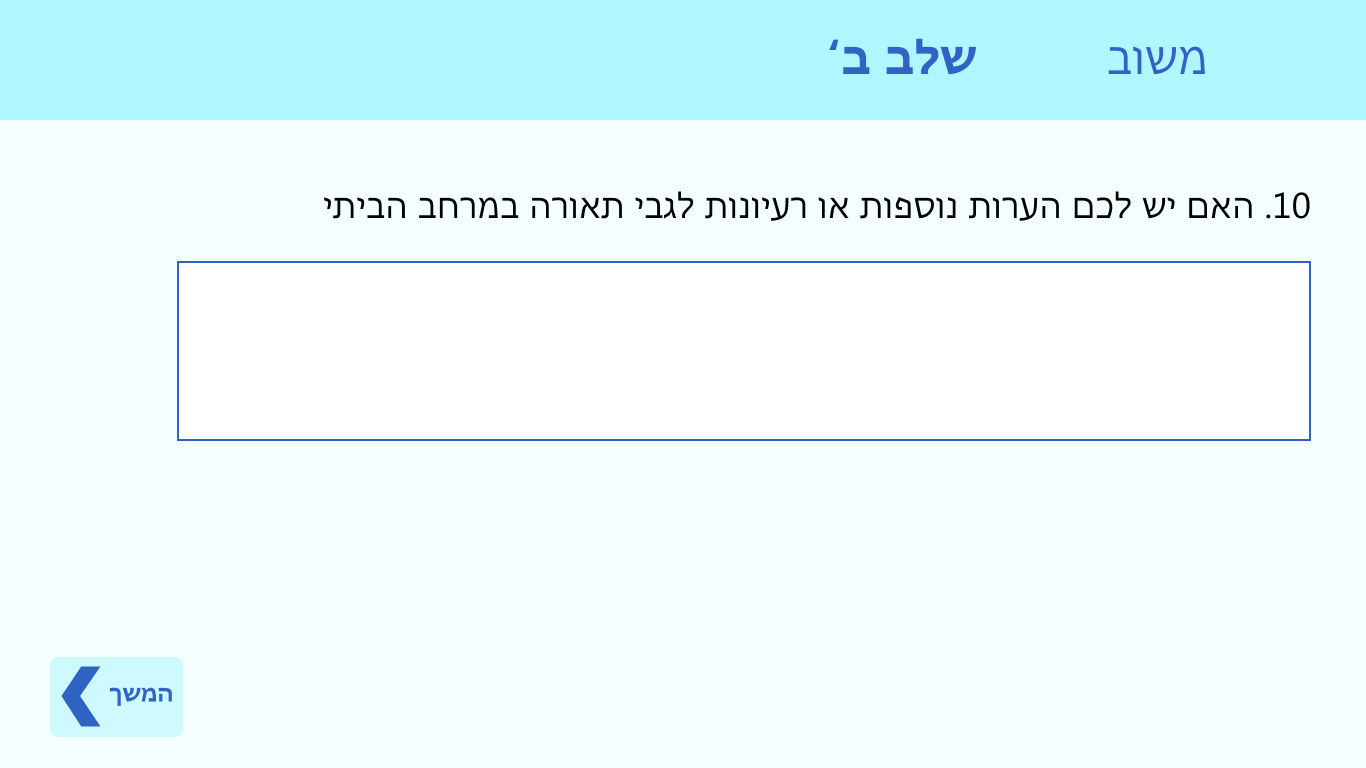 משוב שלב ב‘
10. האם יש לכם הערות נוספות או רעיונות לגבי תאורה במרחב הביתי
המשך